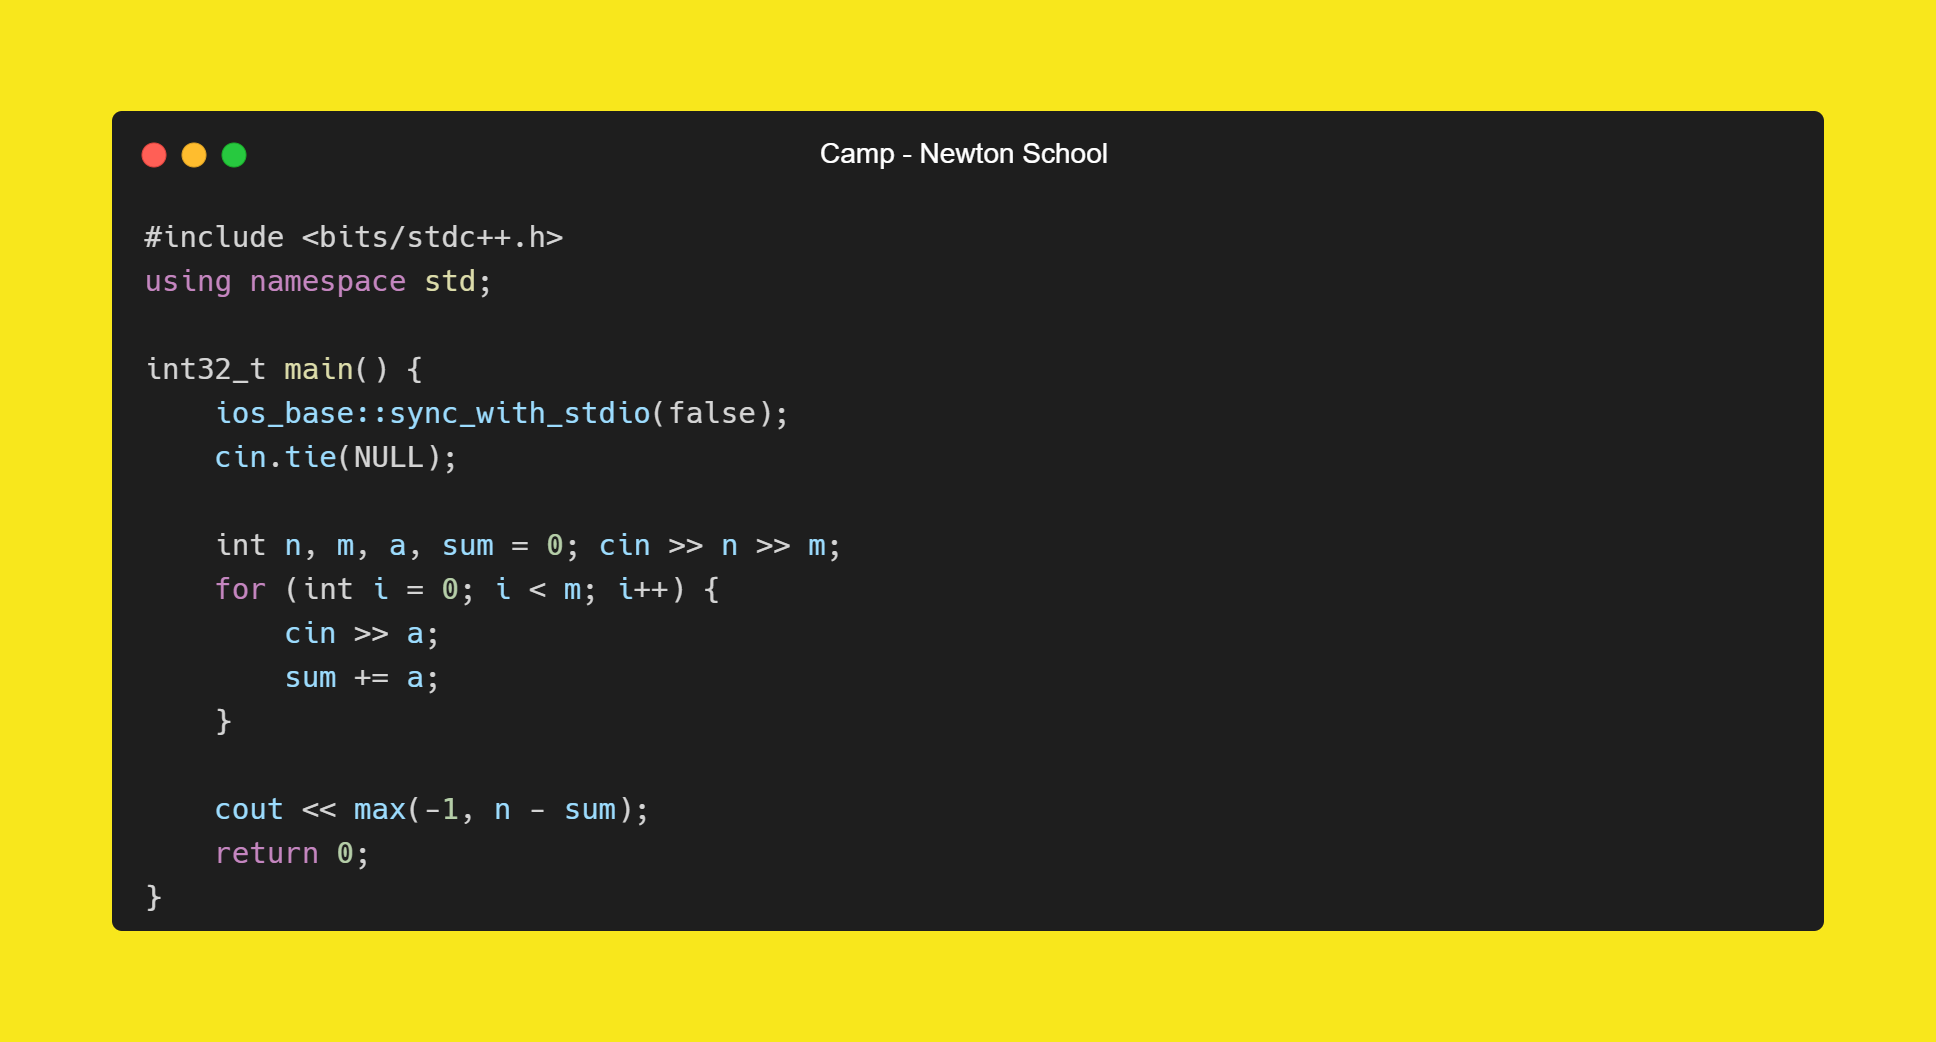 Camp - Newton School
#include <bits/stdc++.h>
using namespace std;
int32_t main() {
    ios_base::sync_with_stdio(false);
    cin.tie(NULL);
    int n, m, a, sum = 0; cin >> n >> m;
    for (int i = 0; i < m; i++) {
        cin >> a;
        sum += a;
    }
    cout << max(-1, n - sum);
    return 0;
}